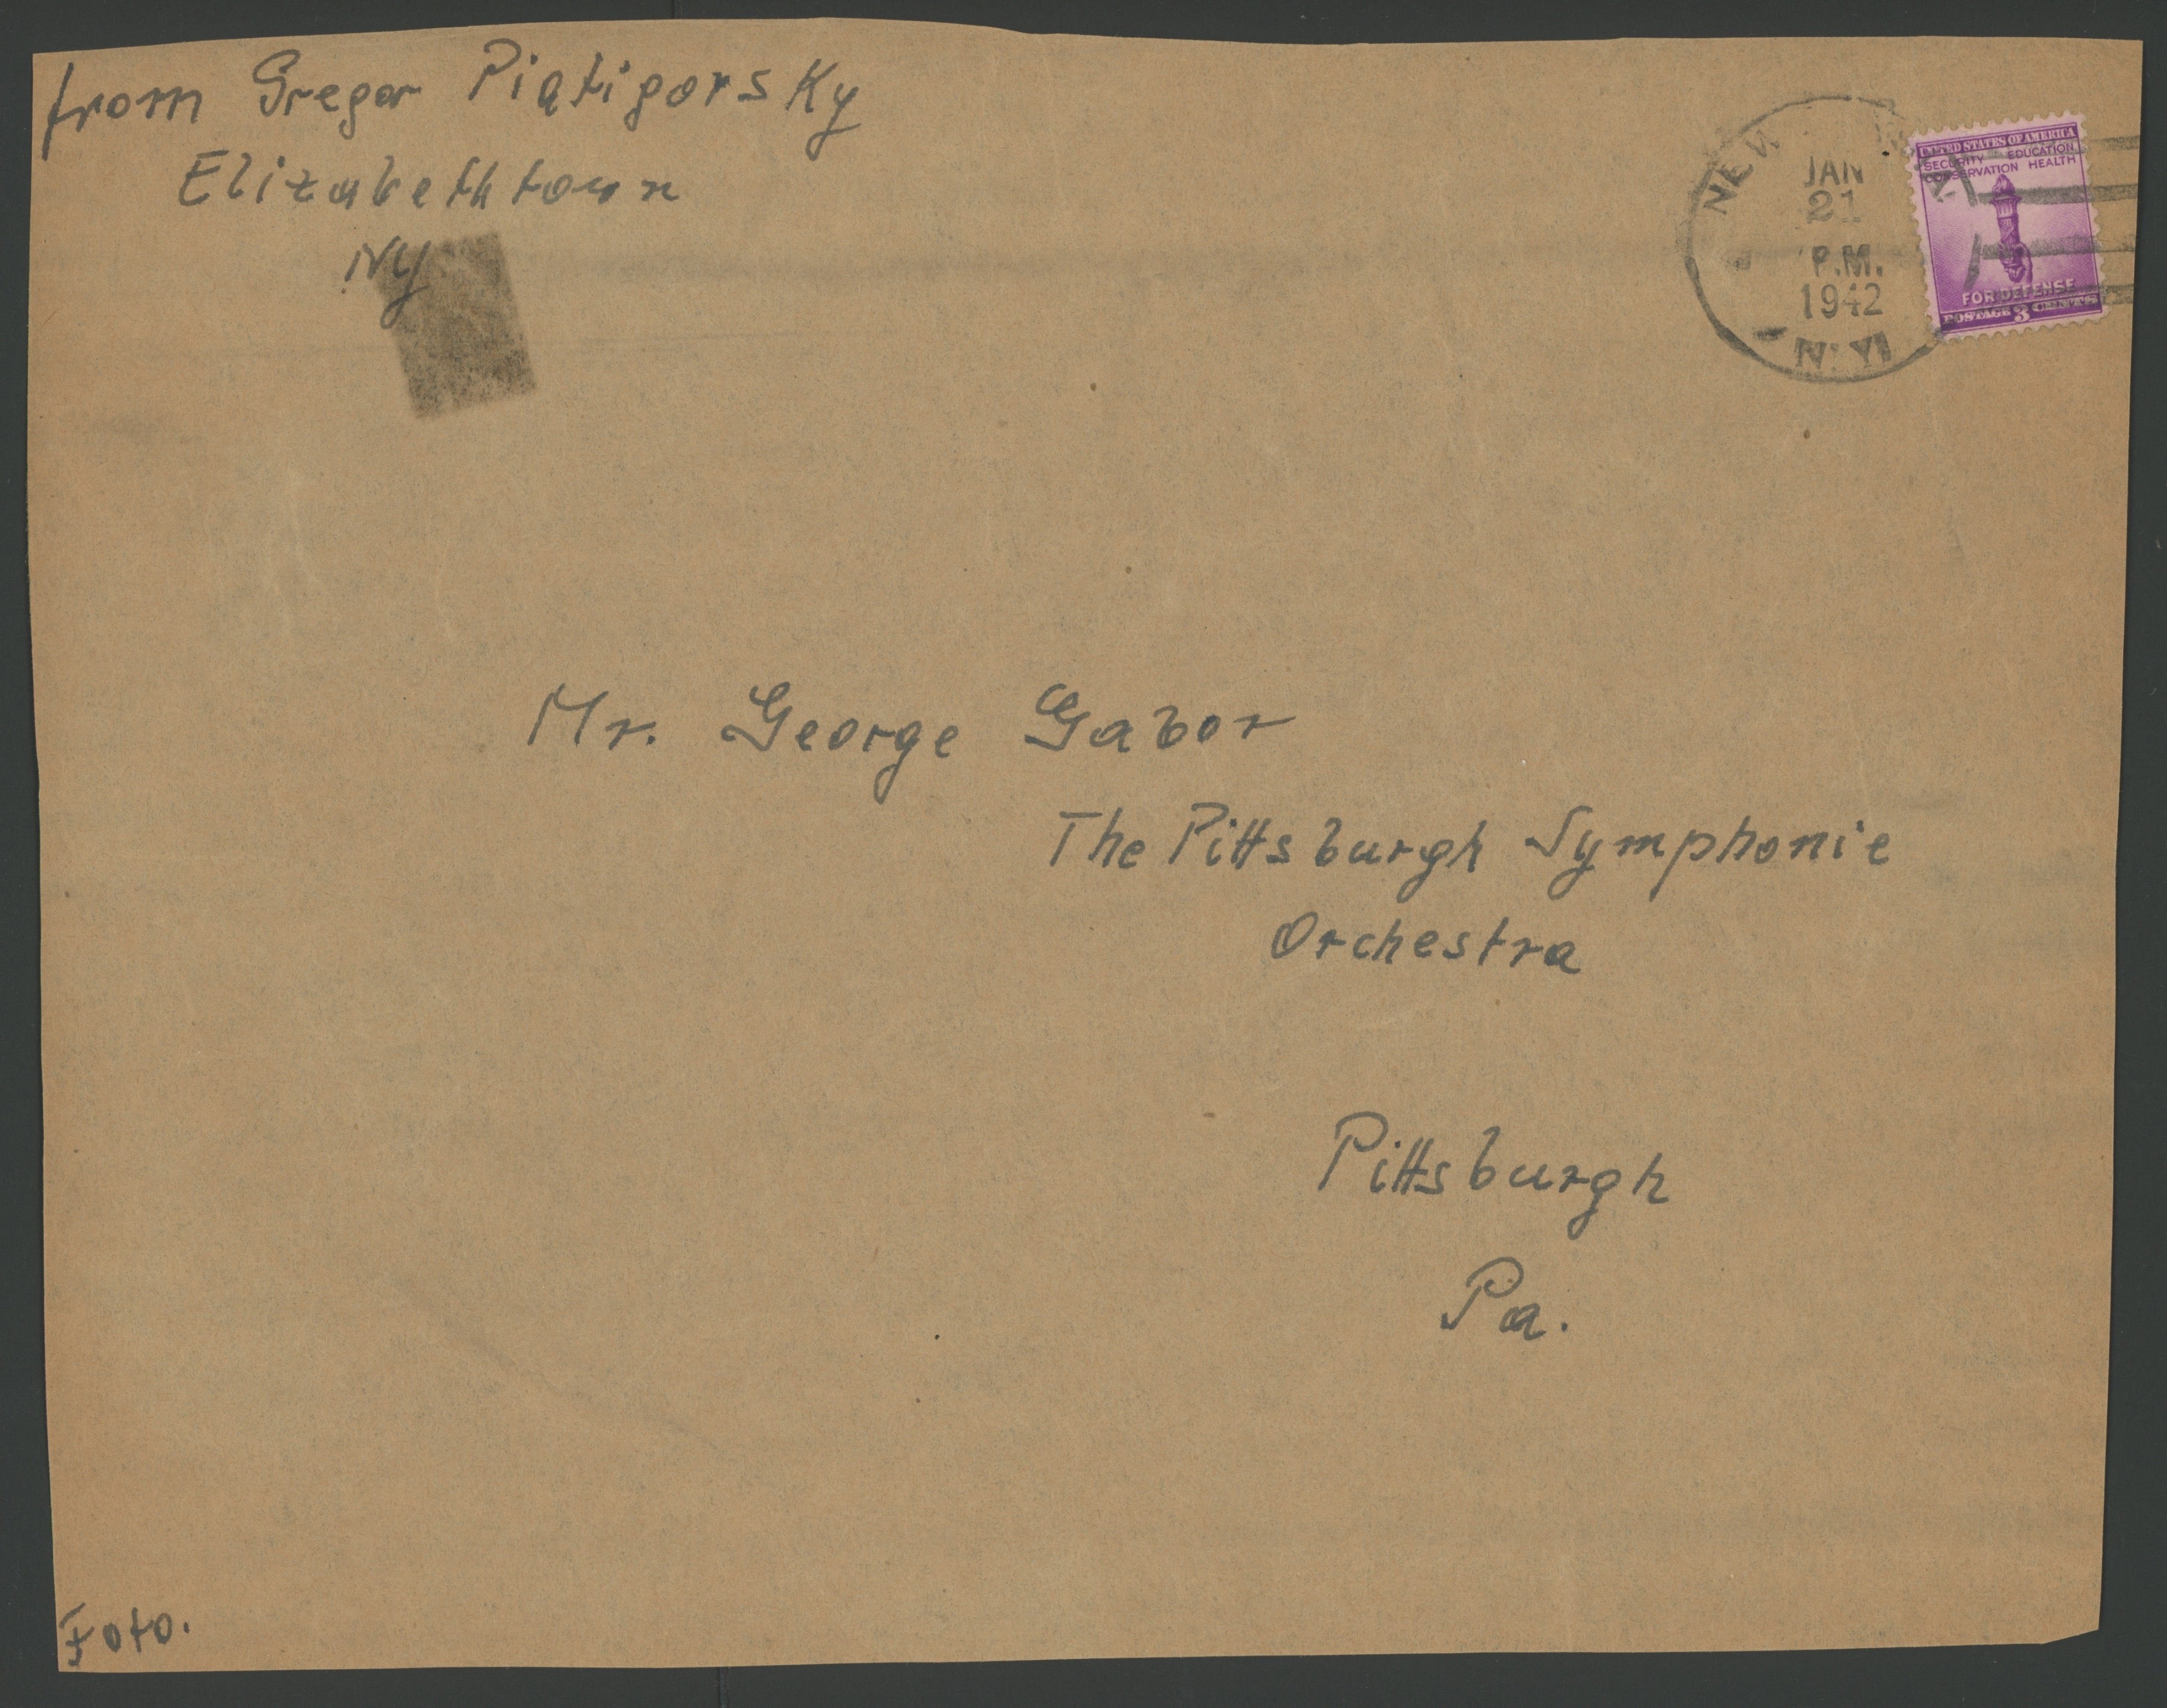 from Gregor Piatigorsky
Elizabethtown
NY
NEW
JAN
21
P.M.
1942
N.Y.
UNITED STATES OF AMERICA
SECURITY EDUCATION
CONSERVATION HEALTH
FOR DEFENSE
POSTAGE 3 CENTS
Mr. George Gabor
The Pittsburgh Symphonie
Orchestra
Pittsburgh
Pa.
Foto.